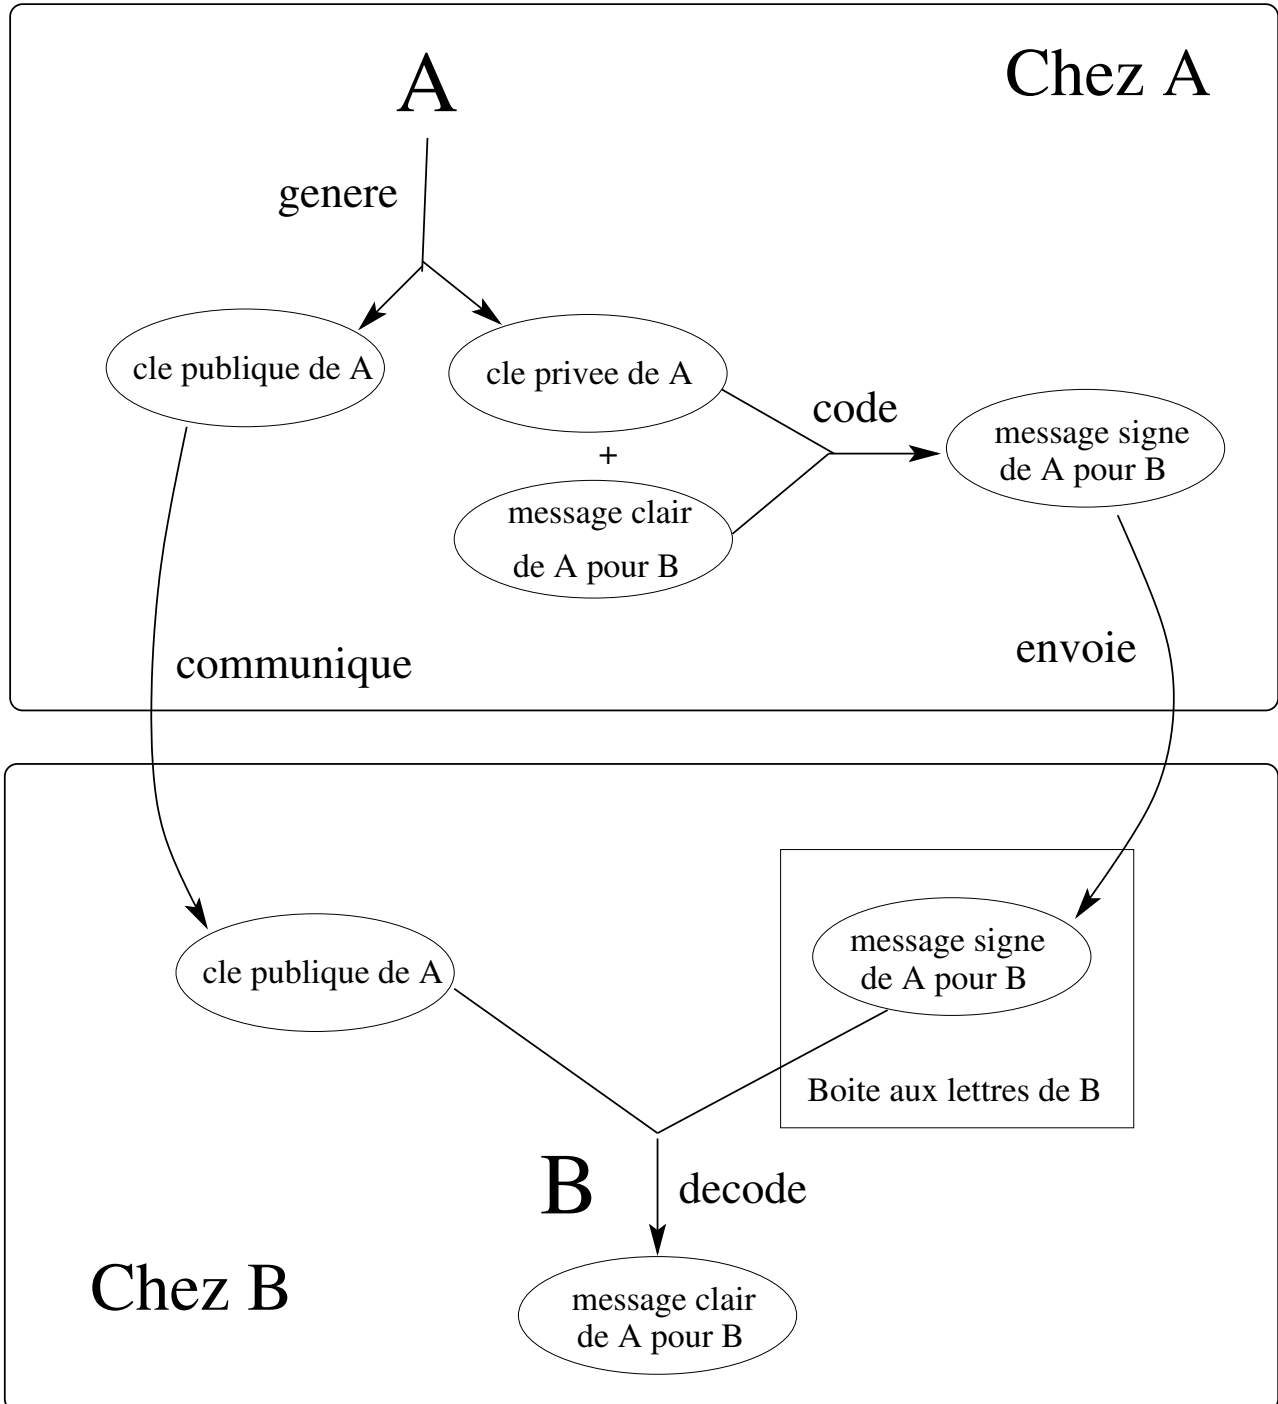 A
Chez A
genere
cle publique de A
cle privee de A
code
+
message signe
de A pour B
message clair
de A pour B
communique
envoie
cle publique de A
message signe
de A pour B
Boite aux lettres de B
B
decode
Chez B
message clair
de A pour B